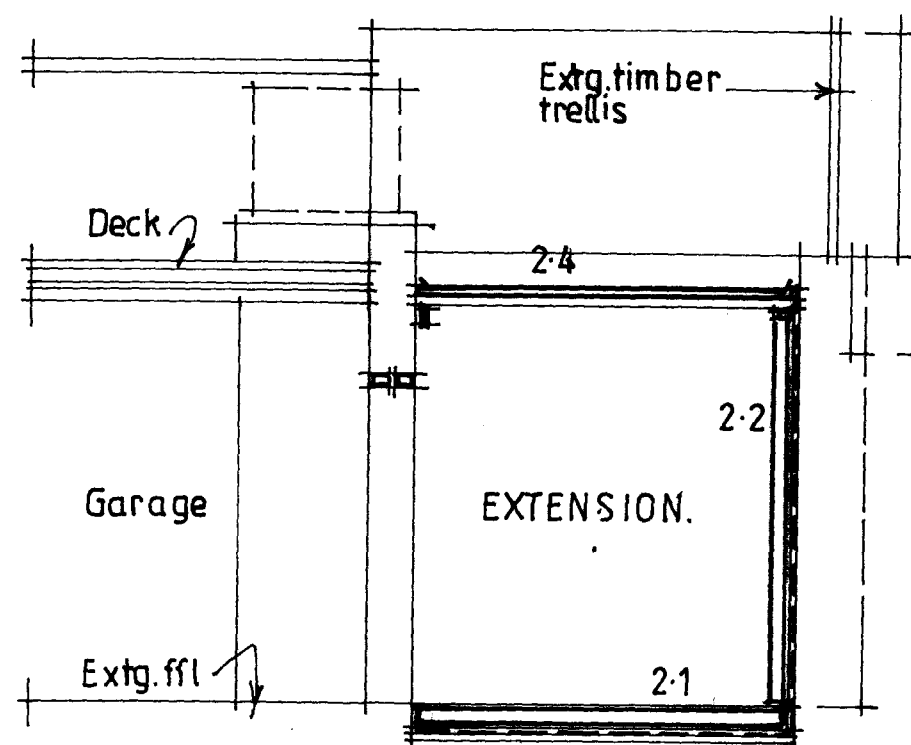 Extg.timber
trellis
Deck
2·4
2·2
Garage
EXTENSION.
Extg.ffl
2·1